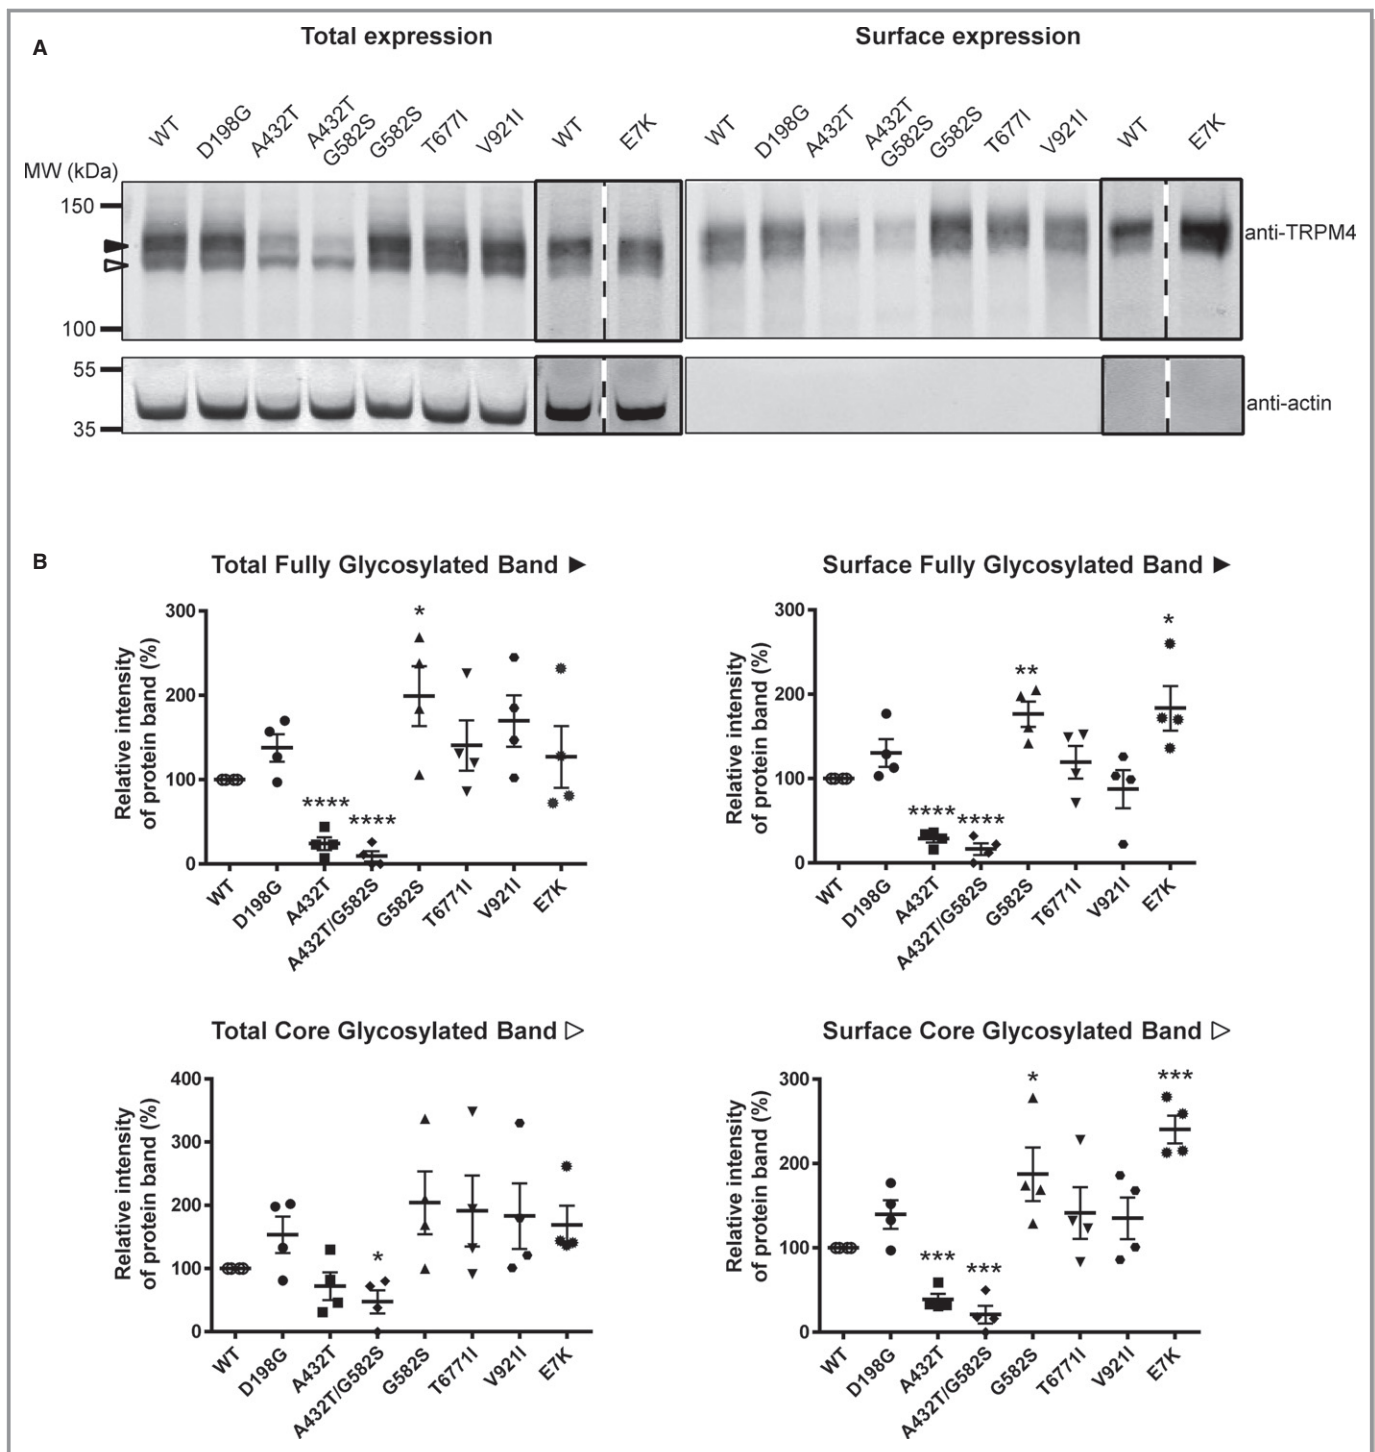 A
Total expression
Surface expression
WT
D198G
A432T
A432T
G582S
G582S
T677I
V921I
WT
E7K
WT
D198G
A432T
A432T
G582S
G582S
T677I
V921I
WT
E7K
MW (kDa)
150
100
anti-TRPM4
55
35
anti-actin
B
Total Fully Glycosylated Band ►
Relative intensity
of protein band (%)
300
200
100
0
*
****
****
WT
D198G
A432T
A432T/G582S
G582S
T6771I
V921I
E7K
Surface Fully Glycosylated Band ►
Relative intensity
of protein band (%)
300
200
100
0
****
****
**
*
WT
D198G
A432T
A432T/G582S
G582S
T6771I
V921I
E7K
Total Core Glycosylated Band ▷
Relative intensity
of protein band (%)
400
300
200
100
0
*
WT
D198G
A432T
A432T/G582S
G582S
T6771I
V921I
E7K
Surface Core Glycosylated Band ▷
Relative intensity
of protein band (%)
300
200
100
0
***
***
*
***
WT
D198G
A432T
A432T/G582S
G582S
T6771I
V921I
E7K